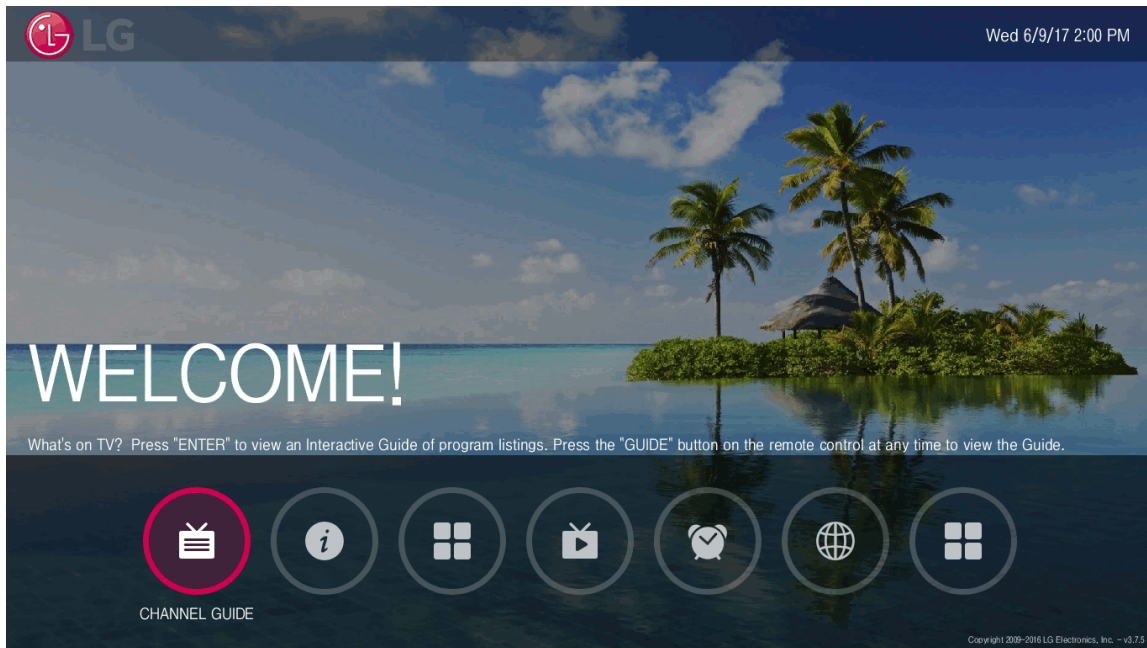 LG
Wed 6/9/17 2:00 PM
WELCOME!
What's on TV?  Press "ENTER" to view an Interactive Guide of program listings. Press the "GUIDE" button on the remote control at any time to view the Guide.
CHANNEL GUIDE
Copyright 2009-2016 LG Electronics, Inc. - v3.7.5